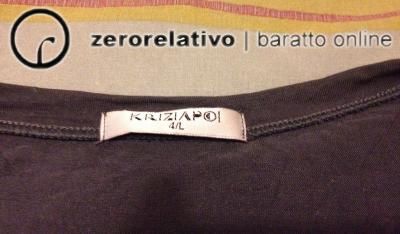 zerorelativo | baratto online
KRIZIAPOI
4/L